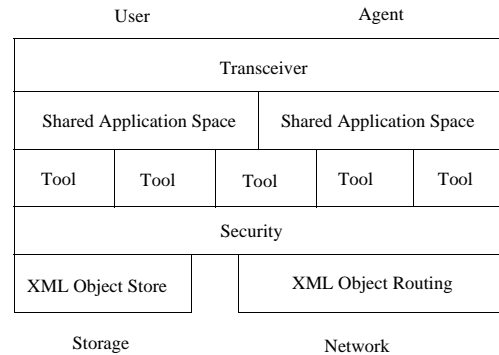 User Agent
Transceiver
Shared Application Space Shared Application Space
Tool Tool Tool Tool Tool
Security
XML Object Store XML Object Routing
Storage Network